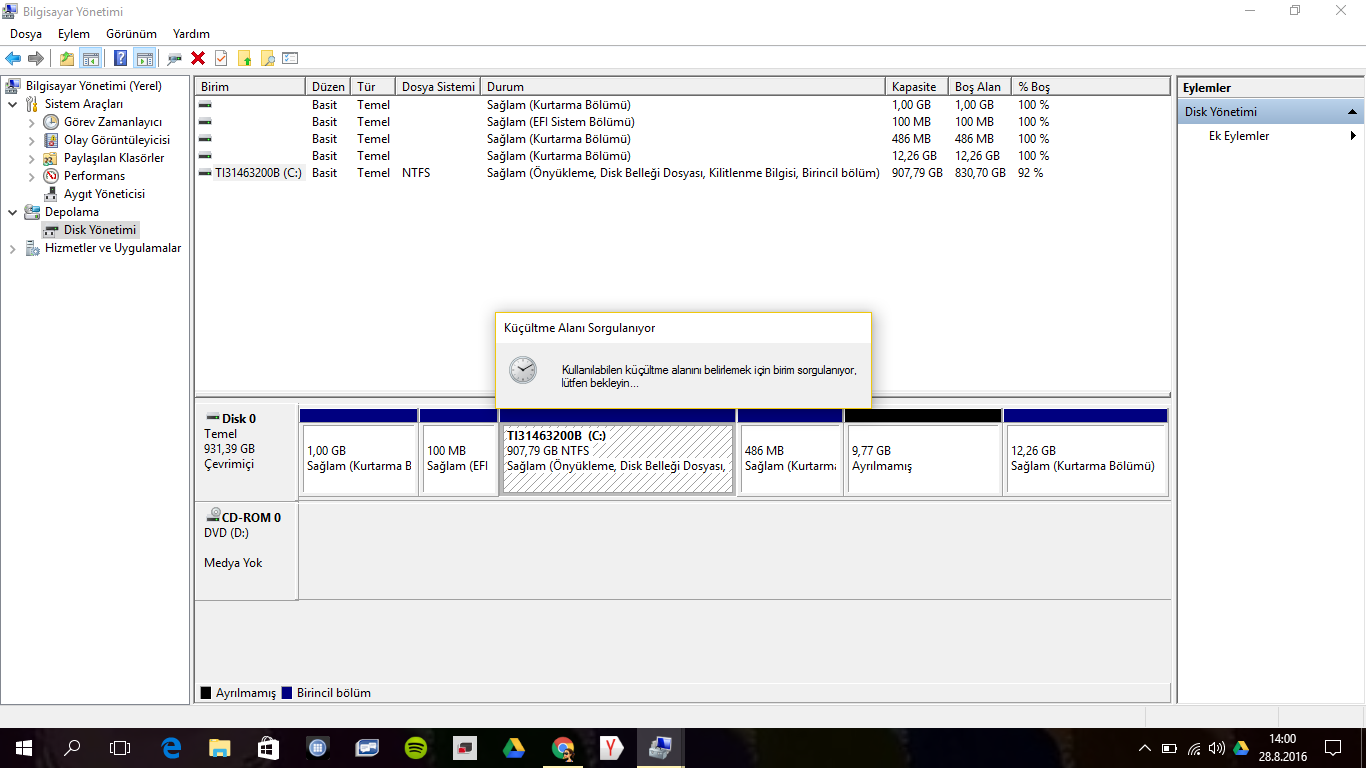 Bilgisayar Yönetimi
Dosya Eylem Görünüm Yardım
Bilgisayar Yönetimi (Yerel)
Sistem Araçları
Görev Zamanlayıcı
Olay Görüntüleyicisi
Paylaşılan Klasörler
Performans
Aygıt Yöneticisi
Depolama
Disk Yönetimi
Hizmetler ve Uygulamalar
Birim Düzen Tür Dosya Sistemi Durum Kapasite Boş Alan % Boş
Basit Temel Sağlam (Kurtarma Bölümü) 1,00 GB 1,00 GB 100 %
Basit Temel Sağlam (EFI Sistem Bölümü) 100 MB 100 MB 100 %
Basit Temel Sağlam (Kurtarma Bölümü) 486 MB 486 MB 100 %
Basit Temel Sağlam (Kurtarma Bölümü) 12,26 GB 12,26 GB 100 %
TI31463200B (C:) Basit Temel NTFS Sağlam (Önyükleme, Disk Belleği Dosyası, Kilitlenme Bilgisi, Birincil bölüm) 907,79 GB 830,70 GB 92 %
Eylemler
Disk Yönetimi
Ek Eylemler
Küçültme Alanı Sorgulanıyor
Kullanılabilen küçültme alanını belirlemek için birim sorgulanıyor,
lütfen bekleyin...
Disk 0
Temel
931,39 GB
Çevrimiçi
1,00 GB
Sağlam (Kurtarma B
100 MB
Sağlam (EFI
TI31463200B (C:)
907,79 GB NTFS
Sağlam (Önyükleme, Disk Belleği Dosyası,
486 MB
Sağlam (Kurtarma
9,77 GB
Ayrılmamış
12,26 GB
Sağlam (Kurtarma Bölümü)
CD-ROM 0
DVD (D:)
Medya Yok
Ayrılmamış Birincil bölüm
14:00
28.8.2016